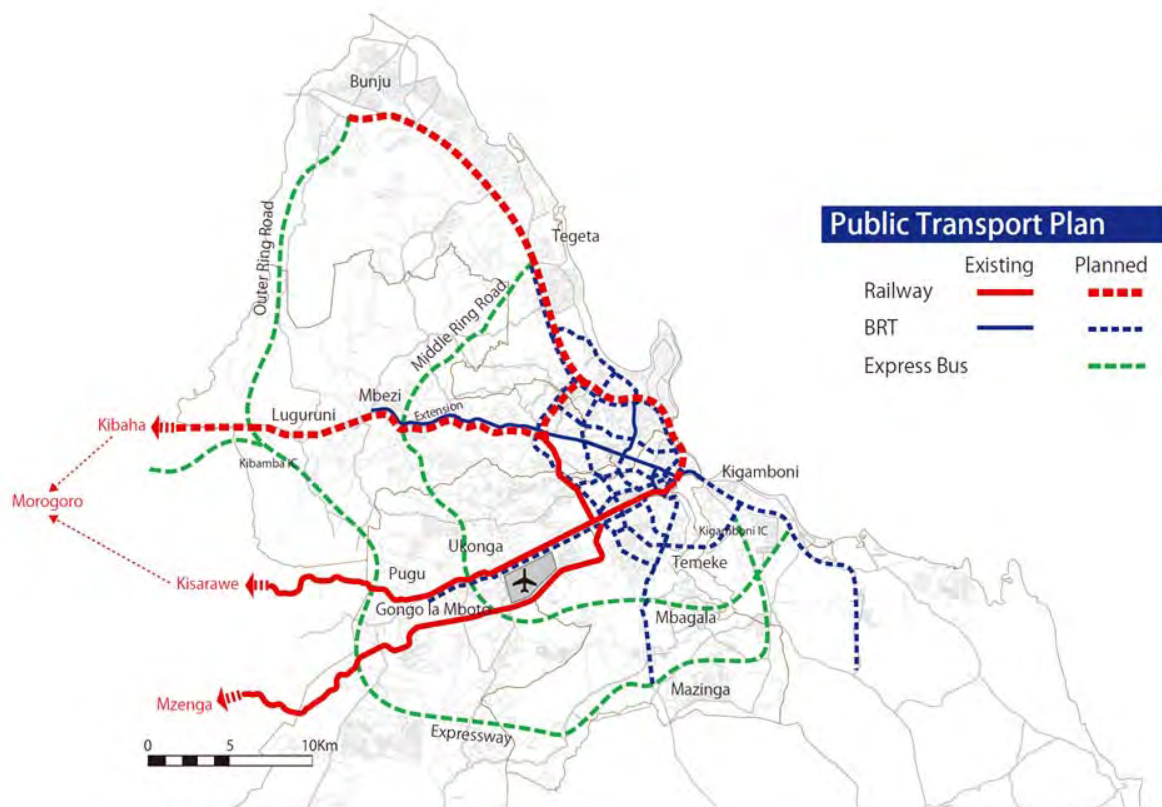 Bunju
Outer Ring Road
Tegeta
Middle Ring Road
Public Transport Plan
Existing Planned
Railway
BRT
Express Bus
Mbezi
Extension
Luguruni
Kibaha
Kibamba IC
Morogoro
Kigamboni
Kigamboni IC
Ukonga
Temeke
Pugu
Kisarawe
Gongo la Mboto
Mbagala
Mazinga
Mzenga
Expressway
0 5 10Km